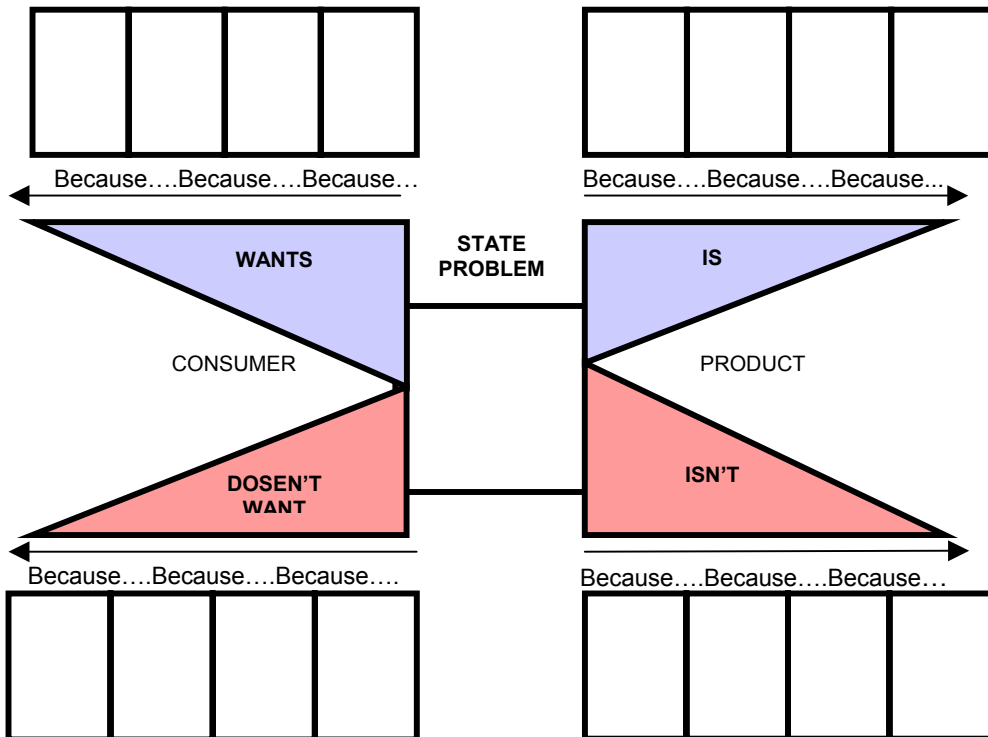 Because….Because….Because…
Because….Because….Because...
WANTS
STATE
PROBLEM
IS
CONSUMER
PRODUCT
DOSEN'T
WANT
ISN'T
Because….Because….Because….
Because….Because….Because…